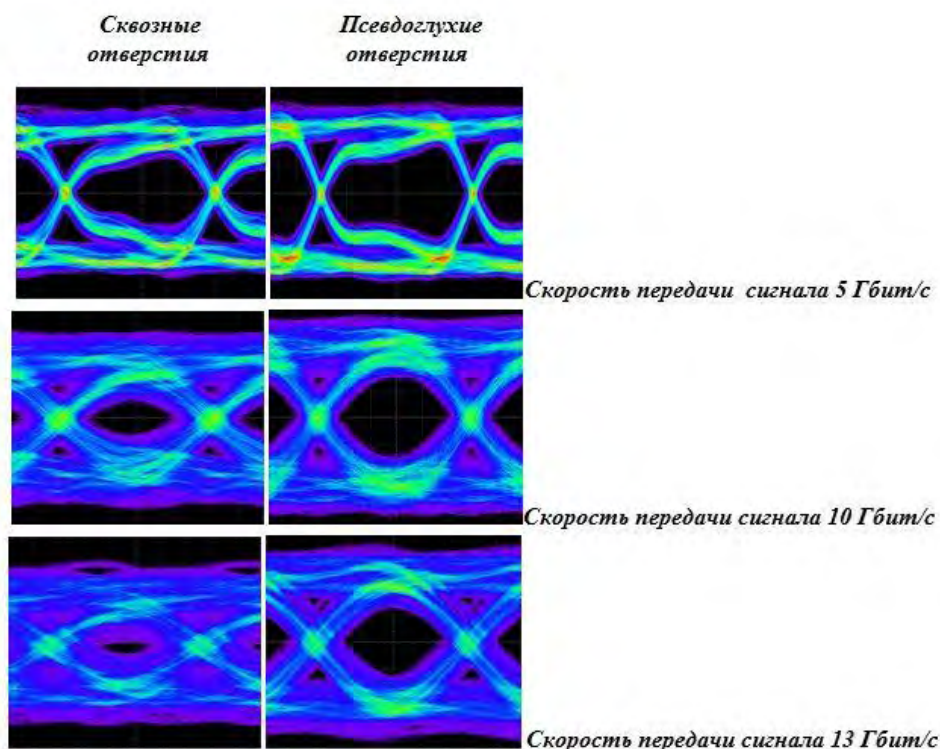 Сквозные
отверстия
Псевдоглухие
отверстия
Скорость передачи сигнала 5 Гбит/с
Скорость передачи сигнала 10 Гбит/с
Скорость передачи сигнала 13 Гбит/с